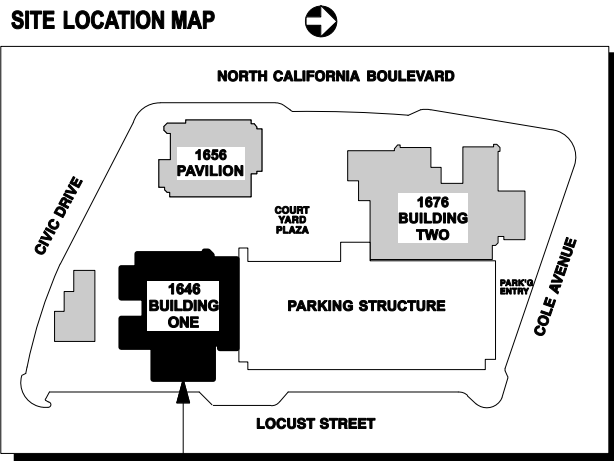 SITE LOCATION MAP
NORTH CALIFORNIA BOULEVARD
1656
PAVILION
CIVIC DRIVE
COURT
YARD
PLAZA
1676
BUILDING
TWO
1646
BUILDING
ONE
PARKING STRUCTURE
PARK'G
ENTRY
COLE AVENUE
LOCUST STREET